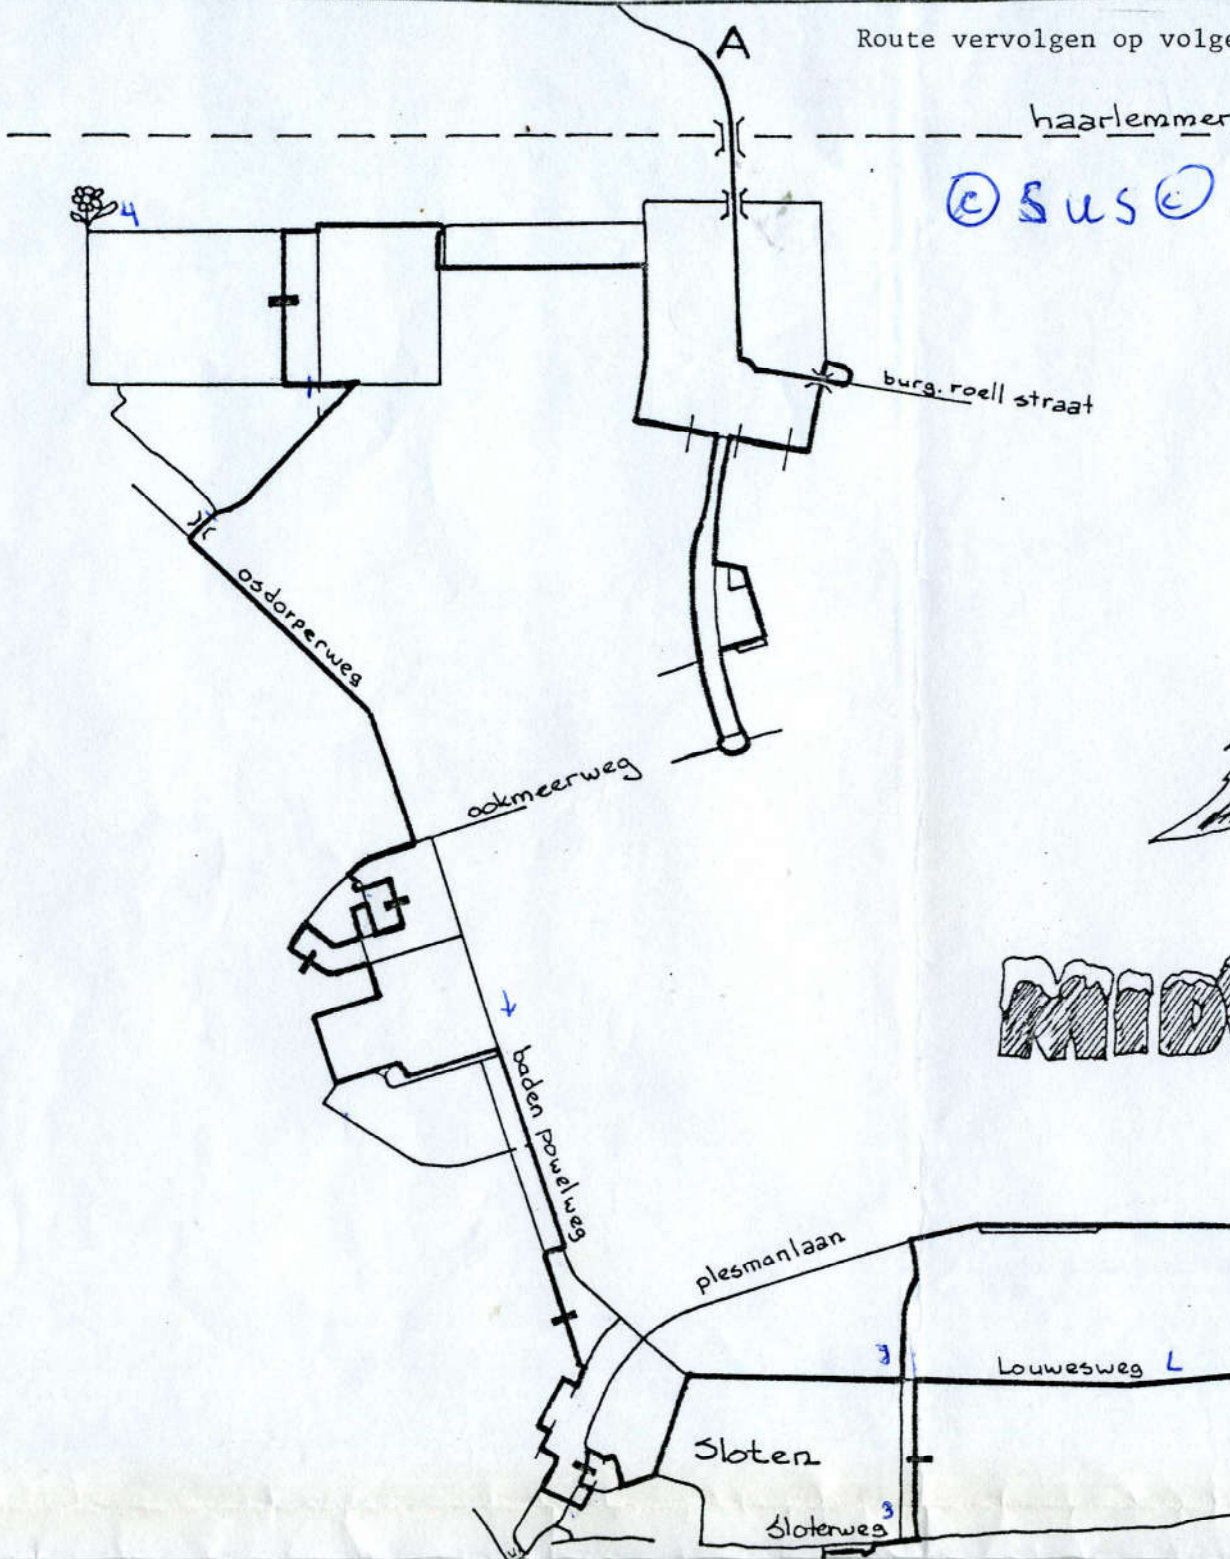 A
Route vervolgen op volge
haarlemmer
© SUS ©
4
burg. roell straat
osdorperweg
ookmeerweg
MID
baden powelweg
plesmanlaan
Louwesweg L
Sloten
3
Sloterweg